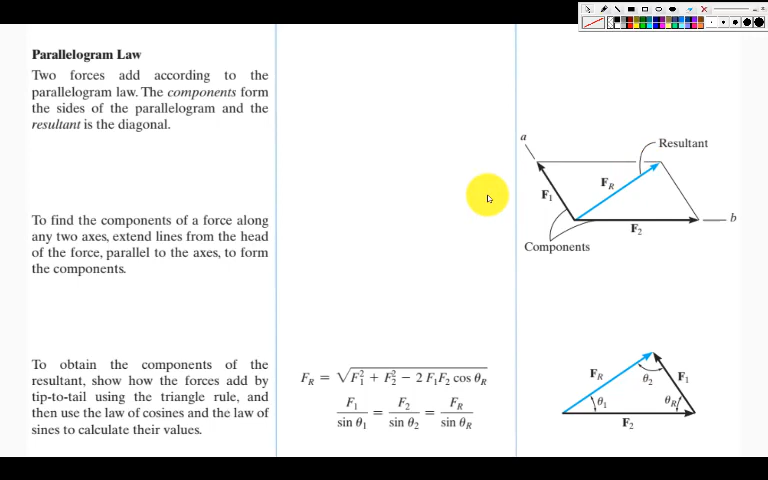 Parallelogram Law
Two forces add according to the
parallelogram law. The components form
the sides of the parallelogram and the
resultant is the diagonal.
a
Resultant
F_R
F_1
b
F_2
Components
To find the components of a force along
any two axes, extend lines from the head
of the force, parallel to the axes, to form
the components.
To obtain the components of the
resultant, show how the forces add by
tip-to-tail using the triangle rule, and
then use the law of cosines and the law of
sines to calculate their values.
F_R = √(F_1^2 + F_2^2 − 2 F_1F_2 cos θ_R)
F_1/sin θ_1 = F_2/sin θ_2 = F_R/sin θ_R
F_R
θ_2
F_1
θ_1
θ_R
F_2